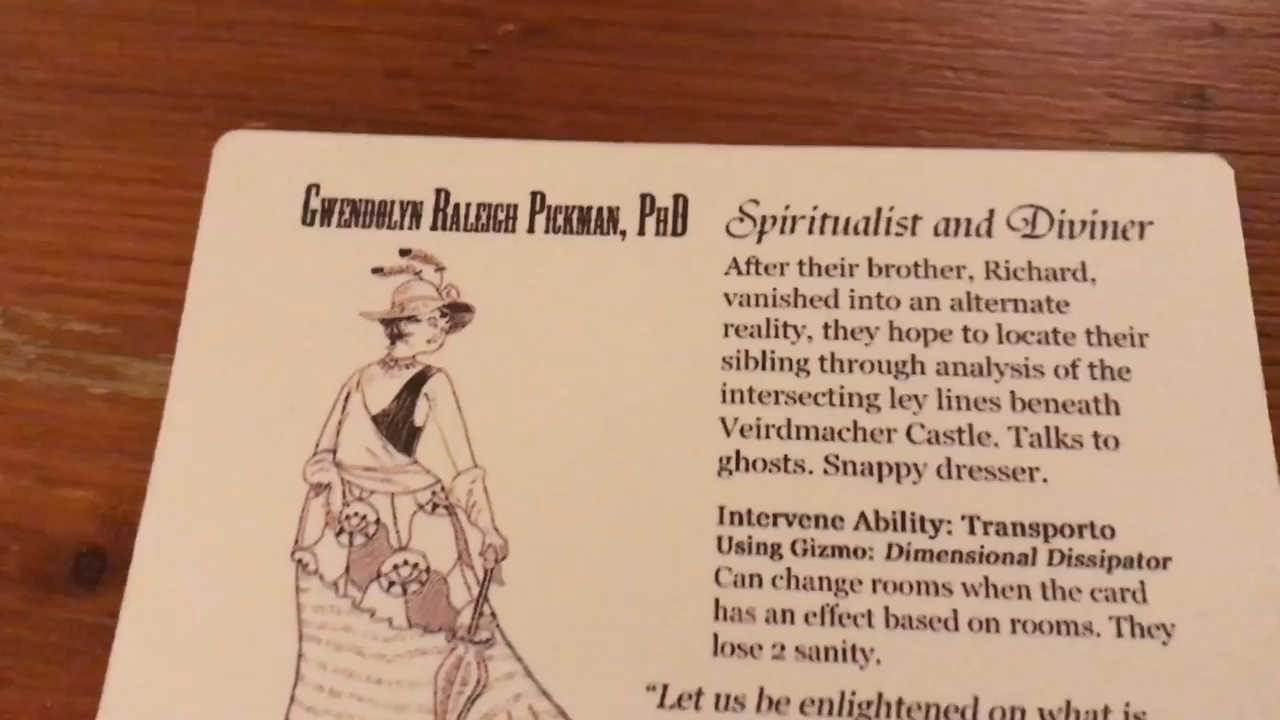 Gwendolyn Raleigh Pickman, PhD
Spiritualist and Diviner
After their brother, Richard,
vanished into an alternate
reality, they hope to locate their
sibling through analysis of the
intersecting ley lines beneath
Veirdmacher Castle. Talks to
ghosts. Snappy dresser.
Intervene Ability: Transporto
Using Gizmo: Dimensional Dissipator
Can change rooms when the card
has an effect based on rooms. They
lose 2 sanity.
"Let us be enlightened on what is